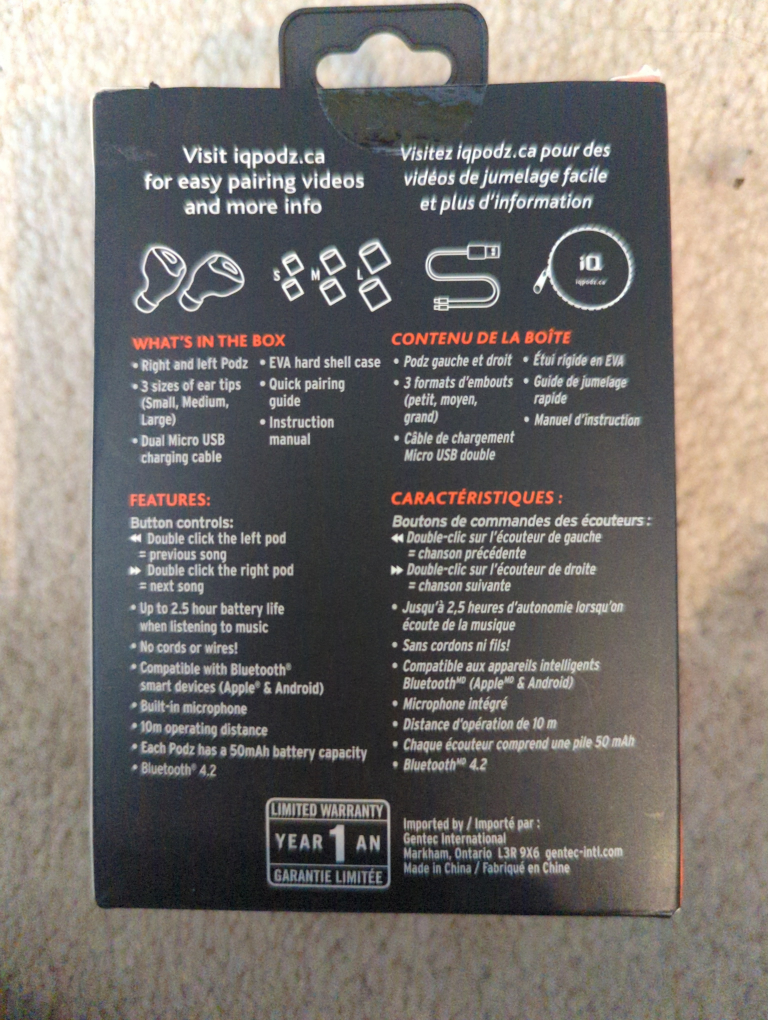 Visit iqpodz.ca
for easy pairing videos
and more info
Visitez iqpodz.ca pour des
vidéos de jumelage facile
et plus d'information
S M L
iQ
iqpodz.ca
WHAT'S IN THE BOX
• Right and left Podz
• 3 sizes of ear tips
(Small, Medium,
Large)
• Dual Micro USB
charging cable
• EVA hard shell case
• Quick pairing
guide
• Instruction
manual
CONTENU DE LA BOÎTE
• Podz gauche et droit
• 3 formats d'embouts
(petit, moyen,
grand)
• Câble de chargement
Micro USB double
• Étui rigide en EVA
• Guide de jumelage
rapide
• Manuel d'instruction
FEATURES:
Button controls:
Double click the left pod
= previous song
Double click the right pod
= next song
• Up to 2.5 hour battery life
when listening to music
• No cords or wires!
• Compatible with Bluetooth®
smart devices (Apple® & Android)
• Built-in microphone
• 10m operating distance
• Each Podz has a 50mAh battery capacity
• Bluetooth® 4.2
CARACTÉRISTIQUES :
Boutons de commandes des écouteurs :
Double-clic sur l'écouteur de gauche
= chanson précédente
Double-clic sur l'écouteur de droite
= chanson suivante
• Jusqu'à 2,5 heures d'autonomie lorsqu'on
écoute de la musique
• Sans cordons ni fils!
• Compatible aux appareils intelligents
Bluetooth MD (Apple MD & Android)
• Microphone intégré
• Distance d'opération de 10 m
• Chaque écouteur comprend une pile 50 mAh
• Bluetooth MD 4.2
LIMITED WARRANTY
YEAR 1 AN
GARANTIE LIMITÉE
Imported by / Importé par :
Gentec International
Markham, Ontario L3R 9X6 gentec-intl.com
Made in China / Fabriqué en Chine